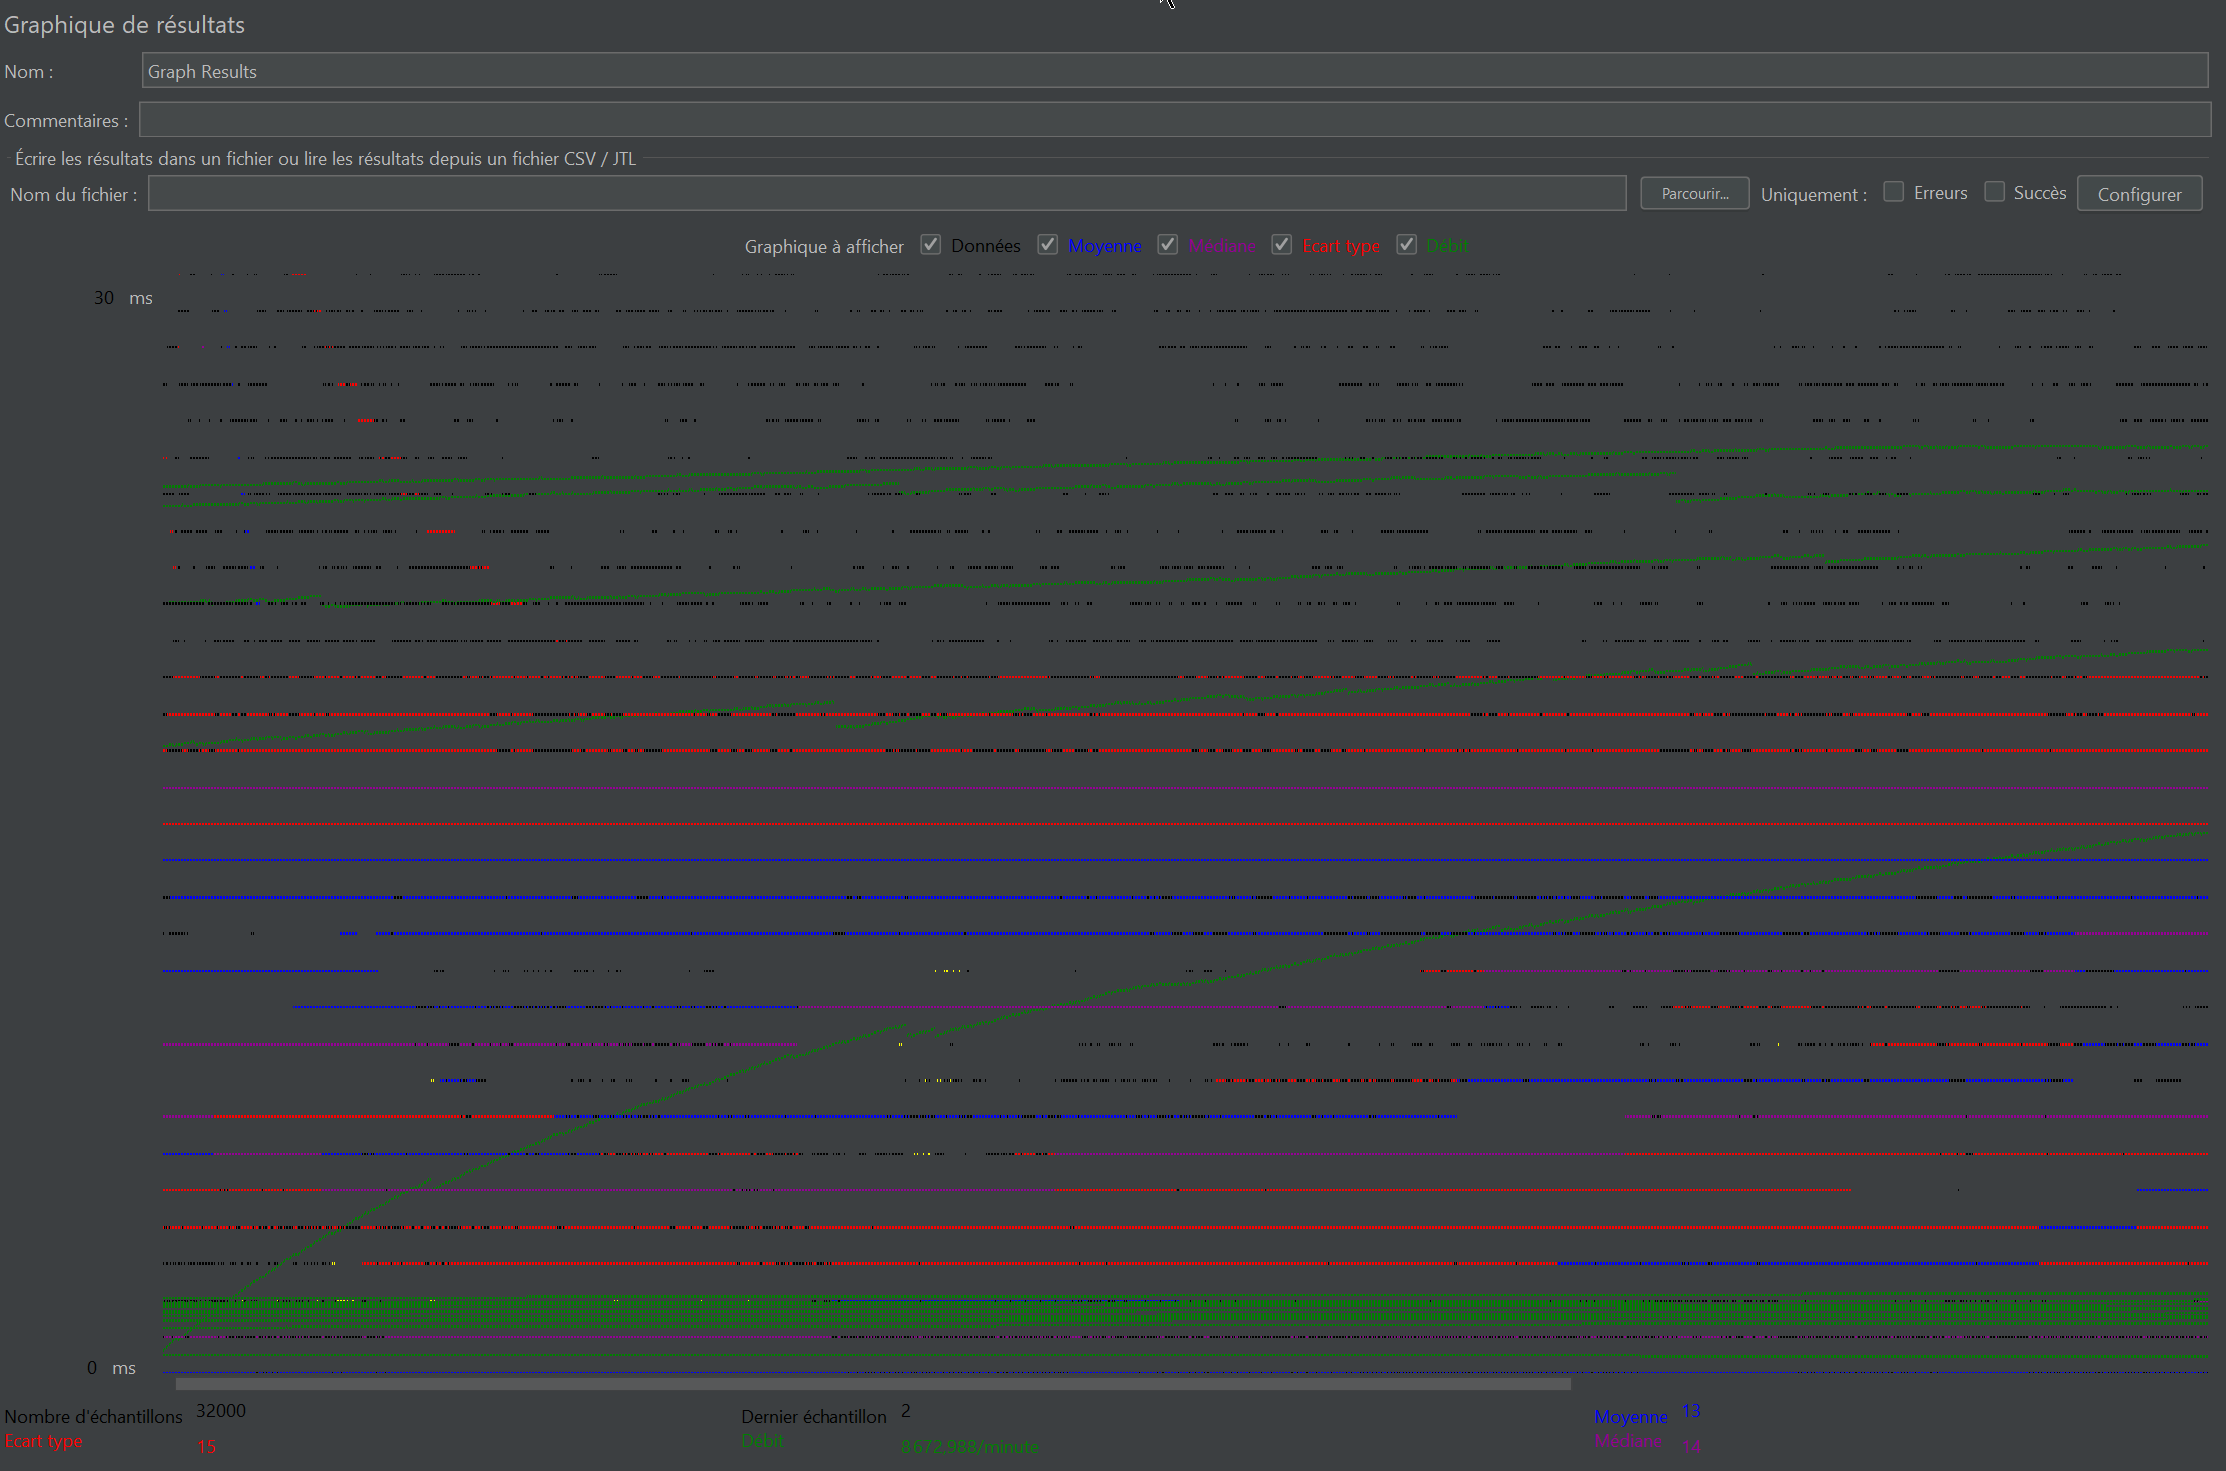 Graphique de résultats
Nom : Graph Results
Commentaires :
Écrire les résultats dans un fichier ou lire les résultats depuis un fichier CSV / JTL
Nom du fichier : Parcourir... Uniquement : Erreurs Succès Configurer
Graphique à afficher Données Moyenne Médiane Ecart type Débit
30 ms
0 ms
Nombre d'échantillons 32000 Dernier échantillon 2 Moyenne 13
Ecart type 15 Débit 8 672,988/minute Médiane 14